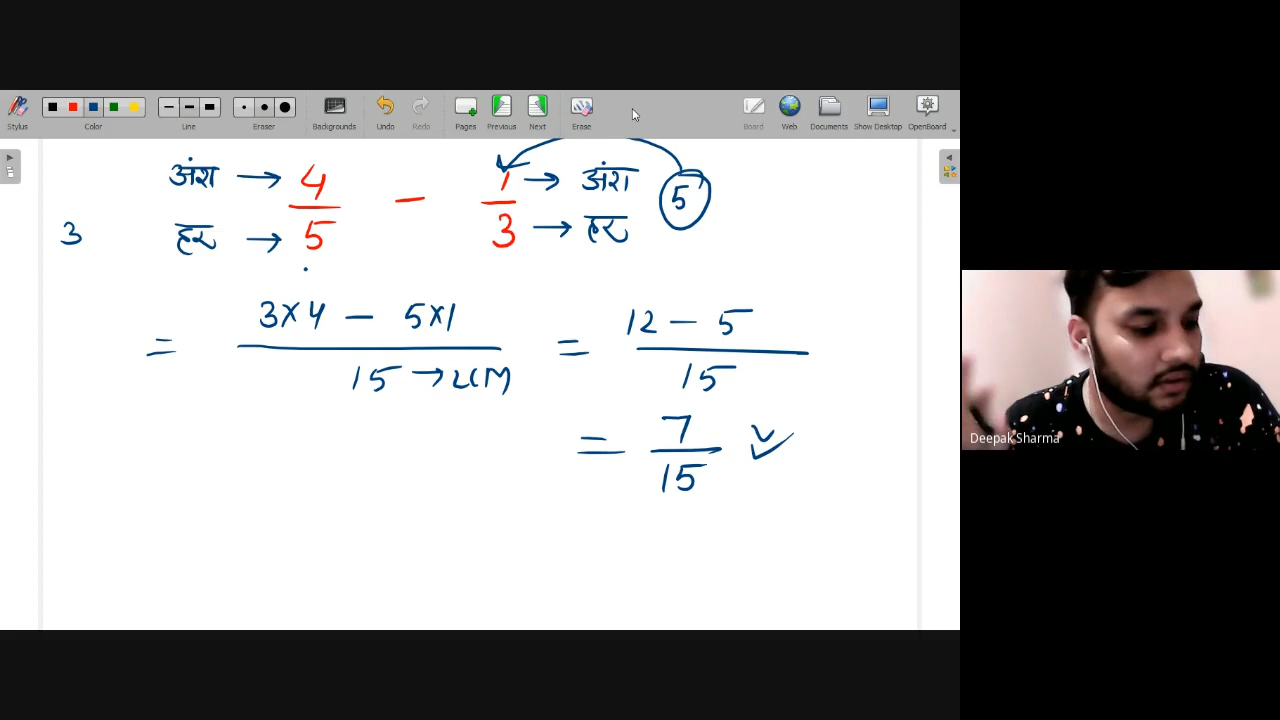 Stylus Color Line Eraser Backgrounds Undo Redo Pages Previous Next Erase Board Web Documents Show Desktop OpenBoard
अंश → 4 − 1 → अंश 5
3 हर → 5 3 → हर
= 3×4 − 5×1 = 12 − 5
15 → LCM 15
= 7
15
Deepak Sharma